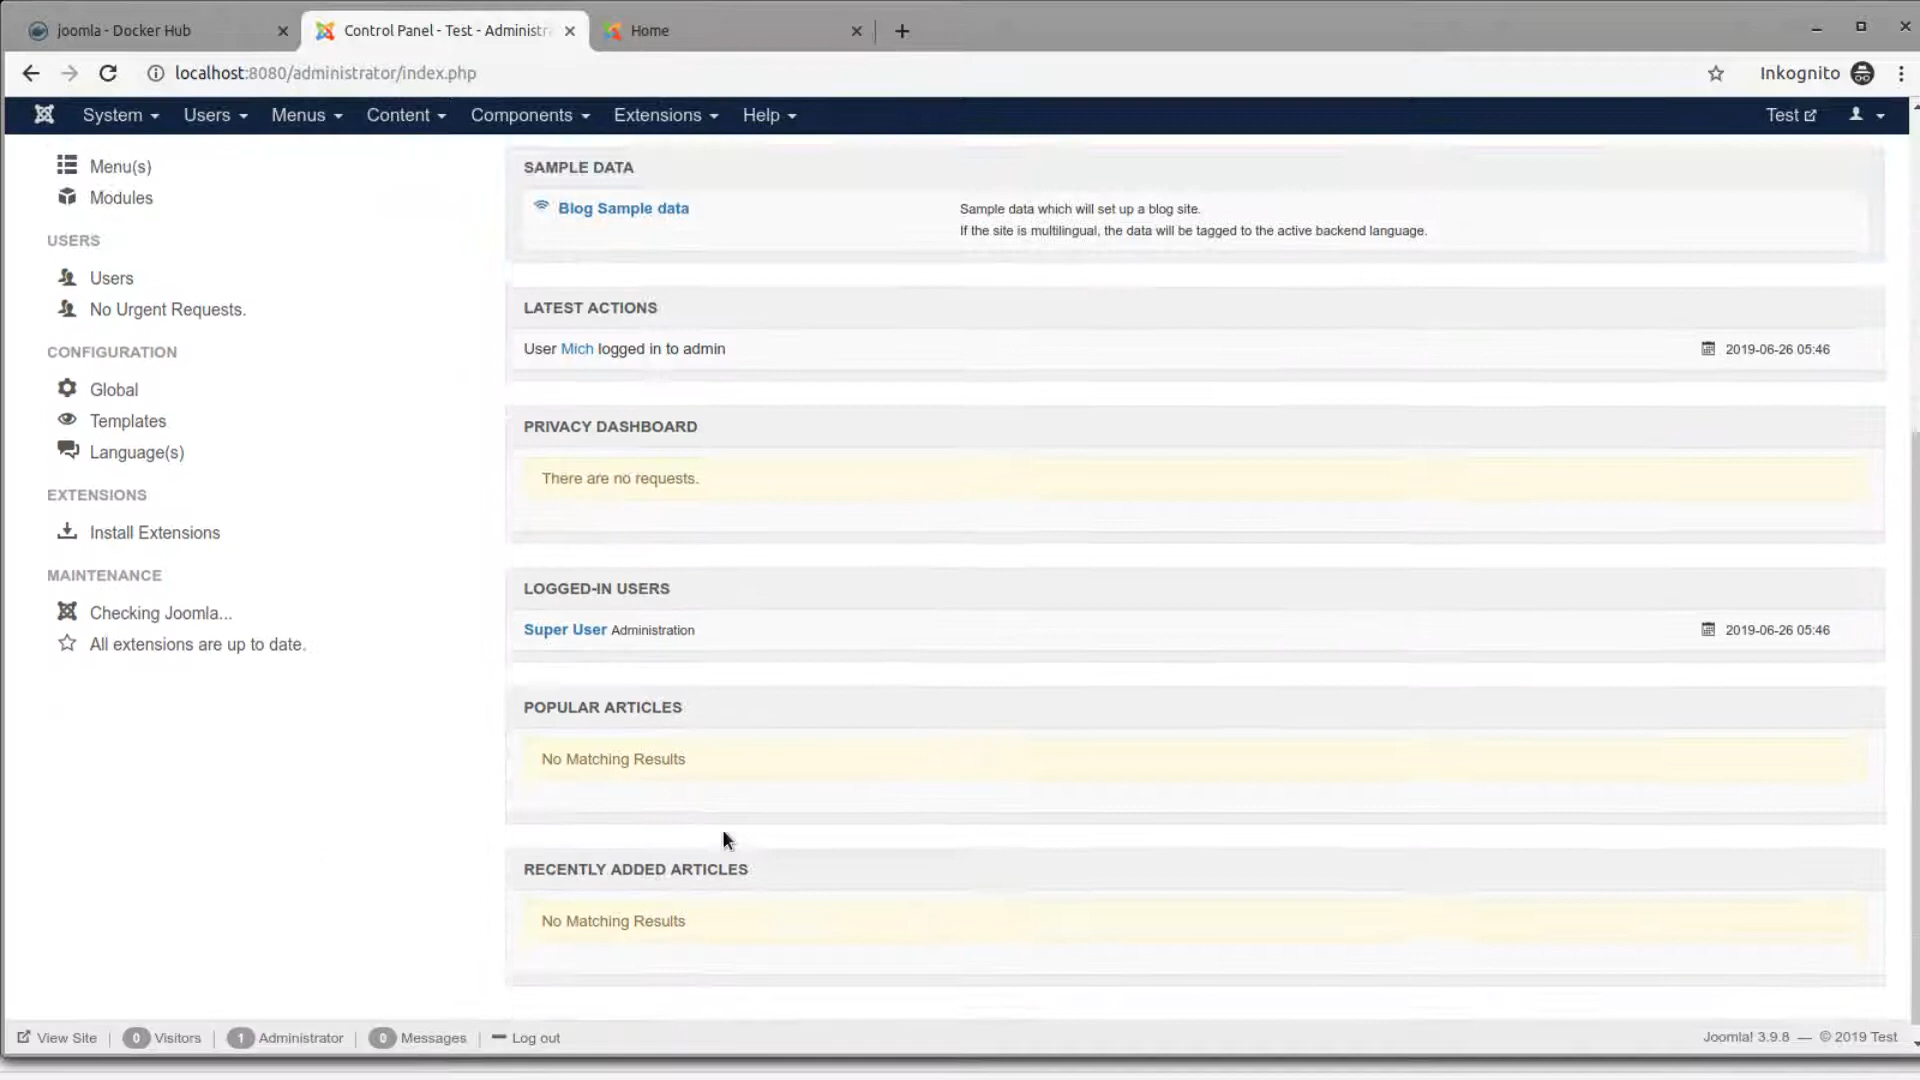 joomla - Docker Hub
Control Panel - Test - Administr
Home
localhost:8080/administrator/index.php
Inkognito
System Users Menus Content Components Extensions Help
Test
Menu(s)
Modules
USERS
Users
No Urgent Requests.
CONFIGURATION
Global
Templates
Language(s)
EXTENSIONS
Install Extensions
MAINTENANCE
Checking Joomla...
All extensions are up to date.
SAMPLE DATA
Blog Sample data
Sample data which will set up a blog site.
If the site is multilingual, the data will be tagged to the active backend language.
LATEST ACTIONS
User Mich logged in to admin
2019-06-26 05:46
PRIVACY DASHBOARD
There are no requests.
LOGGED-IN USERS
Super User Administration
2019-06-26 05:46
POPULAR ARTICLES
No Matching Results
RECENTLY ADDED ARTICLES
No Matching Results
View Site | 0 Visitors | 1 Administrator | 0 Messages | Log out
Joomla! 3.9.8 — © 2019 Test